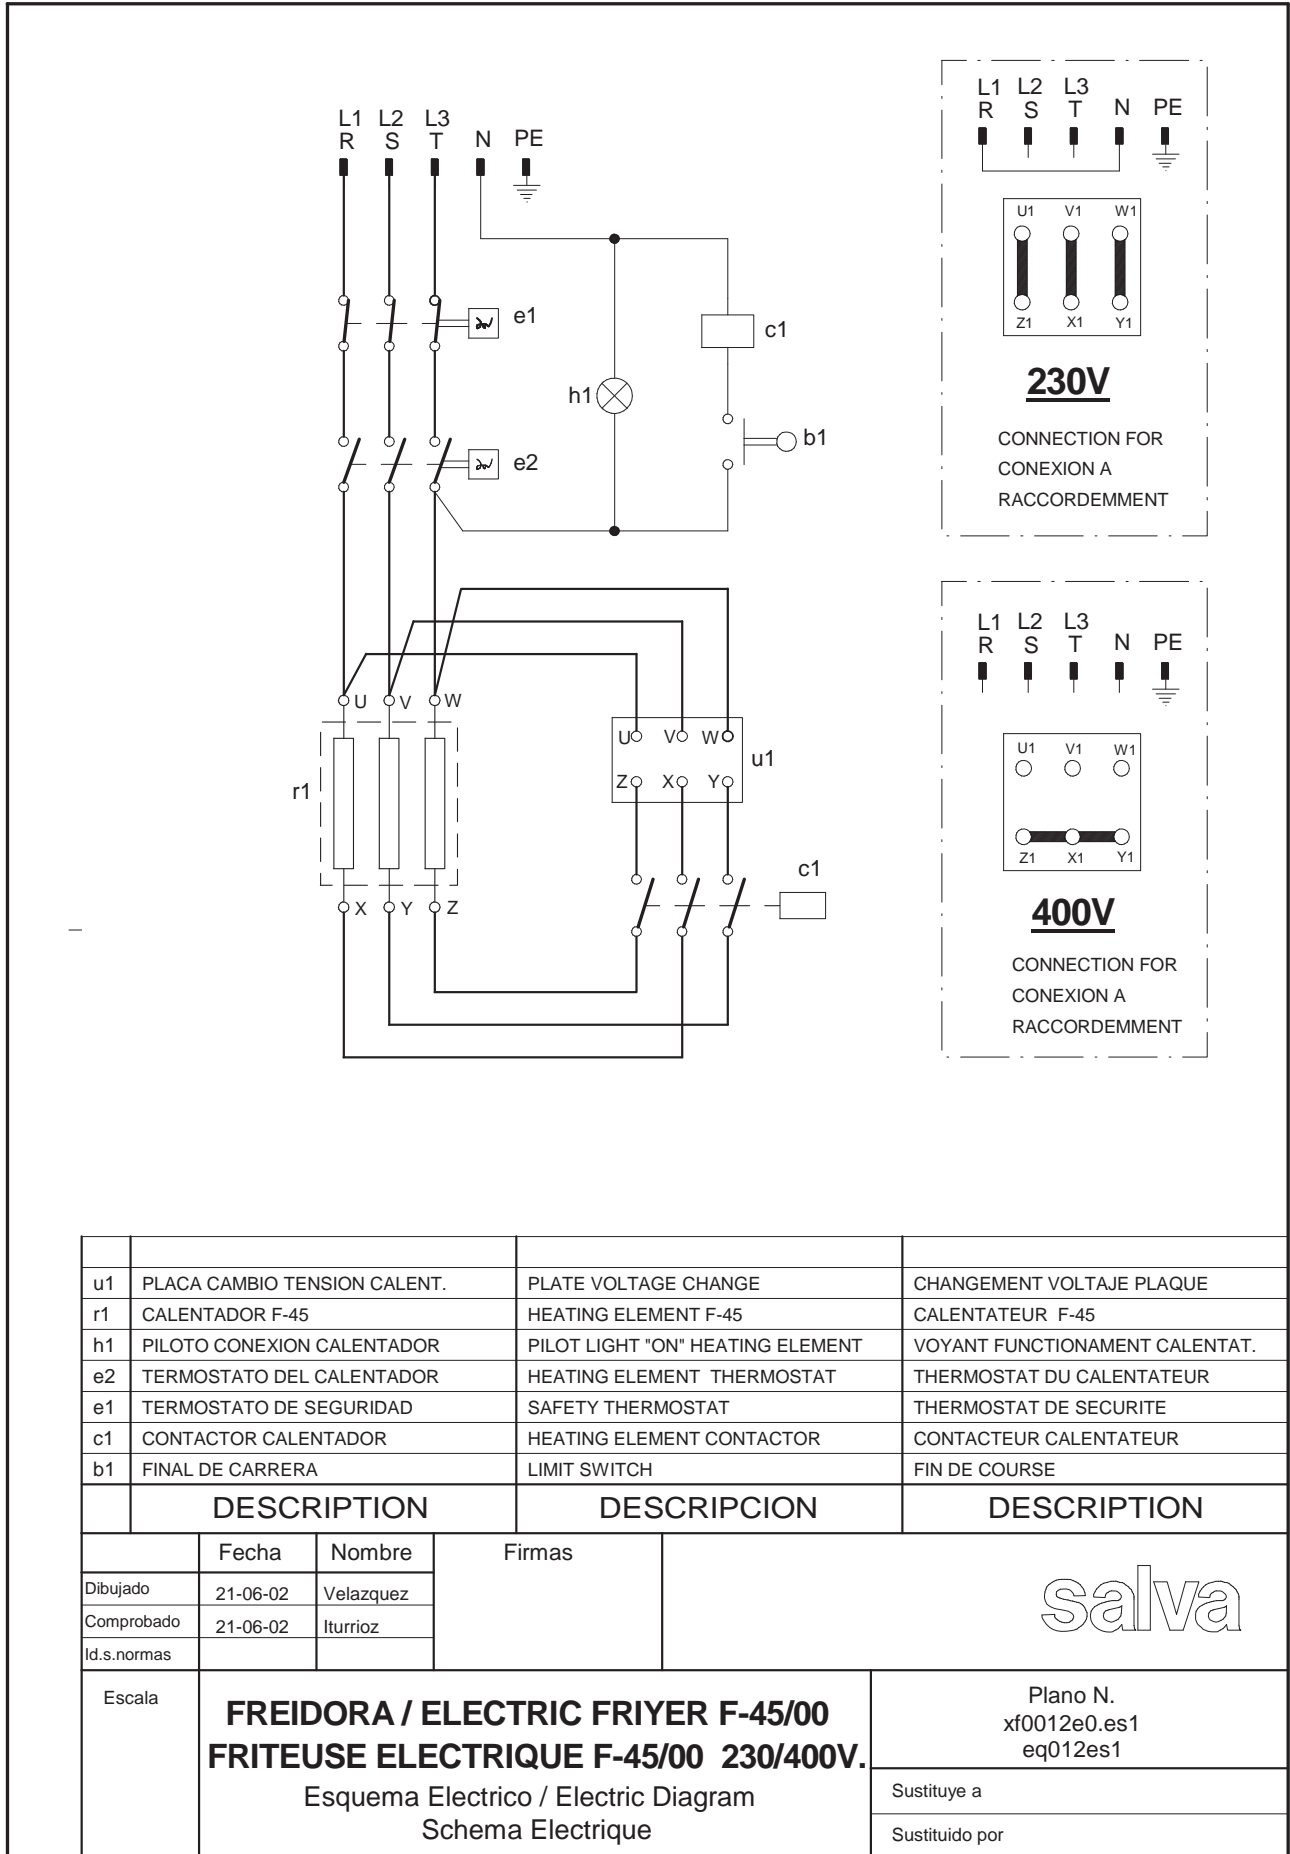 L1 L2 L3
R S T N PE
e1
c1
h1
b1
e2
U V W
r1
X Y Z
U V W
u1
Z X Y
c1
L1 L2 L3
R S T N PE
U1 V1 W1
Z1 X1 Y1
230V
CONNECTION FOR
CONEXION A
RACCORDEMMENT
L1 L2 L3
R S T N PE
U1 V1 W1
Z1 X1 Y1
400V
CONNECTION FOR
CONEXION A
RACCORDEMMENT
u1 PLACA CAMBIO TENSION CALENT. PLATE VOLTAGE CHANGE CHANGEMENT VOLTAJE PLAQUE
r1 CALENTADOR F-45 HEATING ELEMENT F-45 CALENTATEUR F-45
h1 PILOTO CONEXION CALENTADOR PILOT LIGHT "ON" HEATING ELEMENT VOYANT FUNCTIONAMENT CALENTAT.
e2 TERMOSTATO DEL CALENTADOR HEATING ELEMENT THERMOSTAT THERMOSTAT DU CALENTATEUR
e1 TERMOSTATO DE SEGURIDAD SAFETY THERMOSTAT THERMOSTAT DE SECURITE
c1 CONTACTOR CALENTADOR HEATING ELEMENT CONTACTOR CONTACTEUR CALENTATEUR
b1 FINAL DE CARRERA LIMIT SWITCH FIN DE COURSE
DESCRIPTION DESCRIPCION DESCRIPTION
Fecha Nombre Firmas
Dibujado 21-06-02 Velazquez
Comprobado 21-06-02 Iturrioz
Id.s.normas
salva
Escala
FREIDORA / ELECTRIC FRIYER F-45/00
FRITEUSE ELECTRIQUE F-45/00 230/400V.
Esquema Electrico / Electric Diagram
Schema Electrique
Plano N.
xf0012e0.es1
eq012es1
Sustituye a
Sustituido por